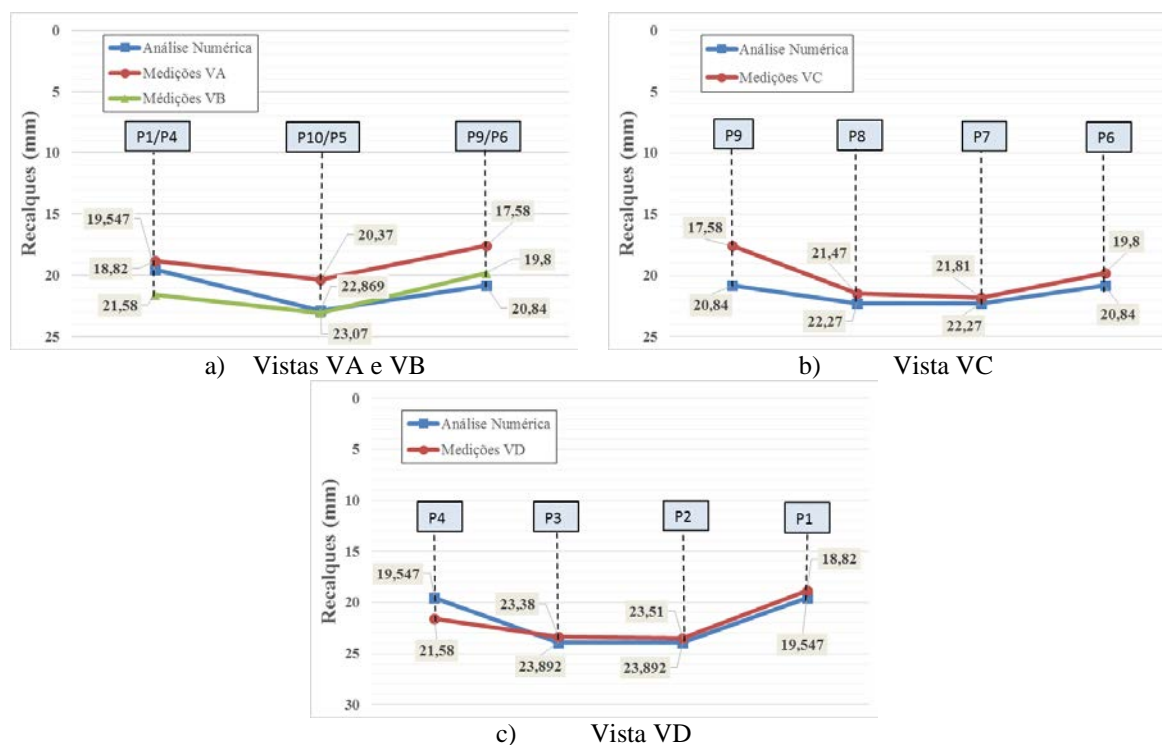 0
5
10
15
20
25
Recalques (mm)
Análise Numérica
Medições VA
Médições VB
P1/P4
P10/P5
P9/P6
19,547
18,82
21,58
20,37
22,869
23,07
17,58
19,8
20,84
a) Vistas VA e VB
0
5
10
15
20
25
Recalques (mm)
Análise Numérica
Medições VC
P9
P8
P7
P6
17,58
20,84
21,47
22,27
21,81
22,27
19,8
20,84
b) Vista VC
0
5
10
15
20
25
30
Recalques (mm)
Análise Numérica
Medições VD
P4
P3
P2
P1
19,547
21,58
23,38
23,892
23,51
23,892
18,82
19,547
c) Vista VD